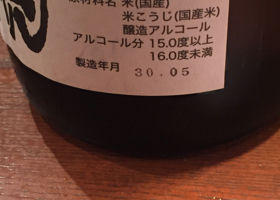 原材料名 米(国産)
米こうじ(国産米)
醸造アルコール
アルコール分 15.0度以上
16.0度未満
製造年月 30.05